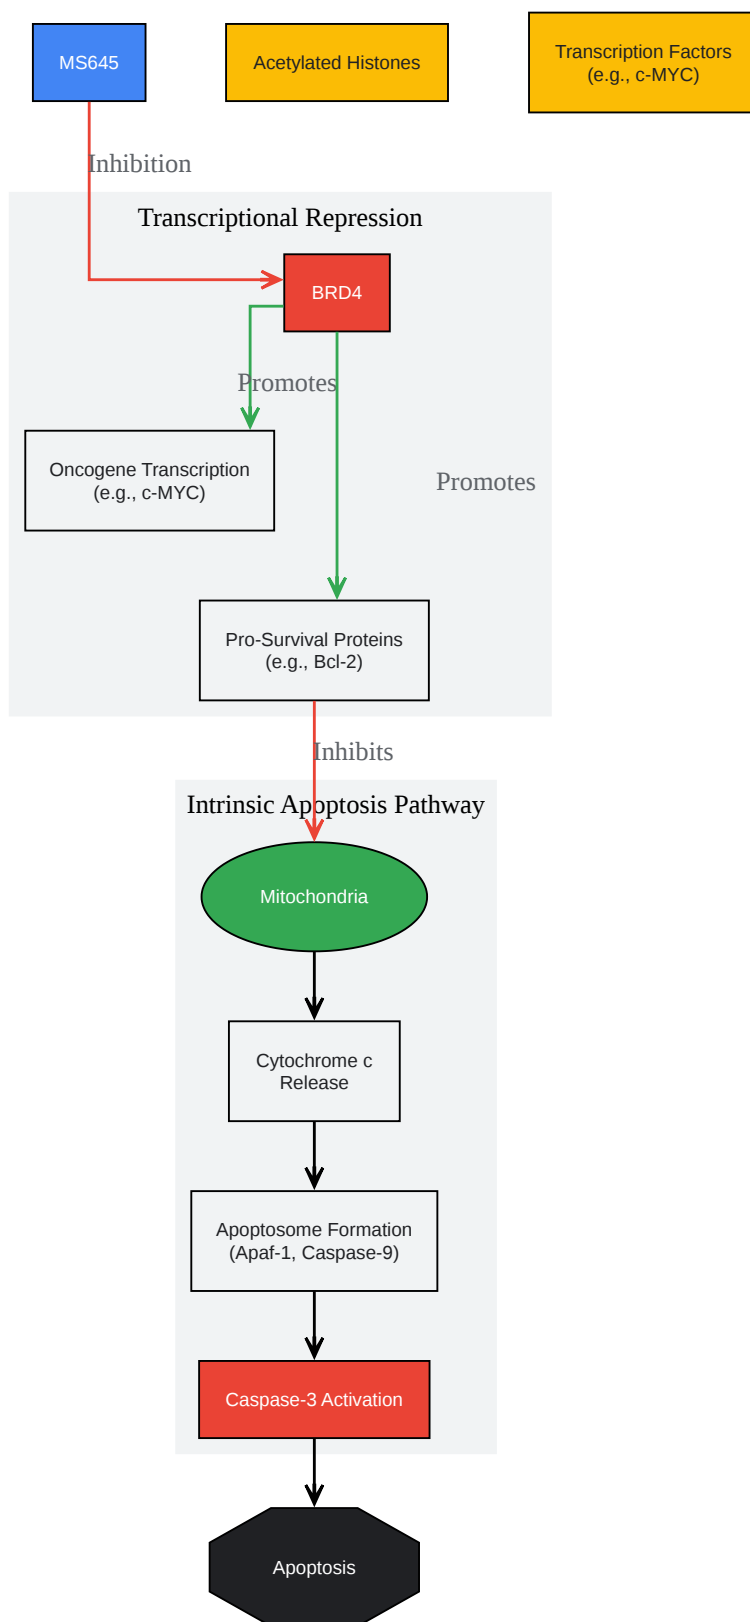 MS645
Acetylated Histones
Transcription Factors
(e.g., c-MYC)
Inhibition
Transcriptional Repression
BRD4
Promotes
Oncogene Transcription
(e.g., c-MYC)
Promotes
Pro-Survival Proteins
(e.g., Bcl-2)
Inhibits
Intrinsic Apoptosis Pathway
Mitochondria
Cytochrome c
Release
Apoptosome Formation
(Apaf-1, Caspase-9)
Caspase-3 Activation
Apoptosis